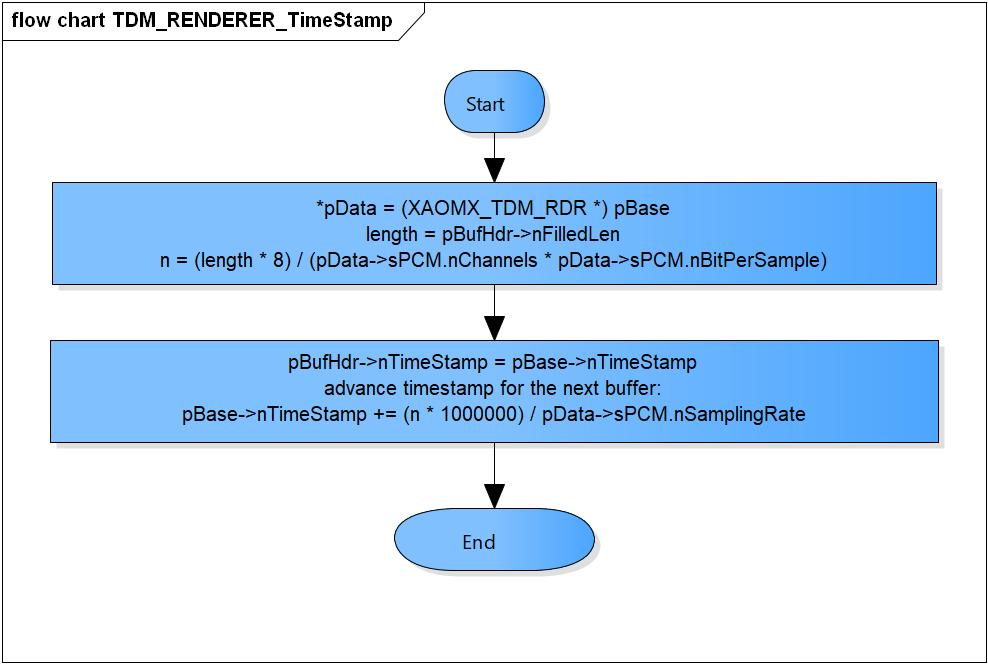 flow chart TDM_RENDERER_TimeStamp
Start
*pData = (XAOMX_TDM_RDR *) pBase
length = pBufHdr->nFilledLen
n = (length * 8) / (pData->sPCM.nChannels * pData->sPCM.nBitPerSample)
pBufHdr->nTimeStamp = pBase->nTimeStamp
advance timestamp for the next buffer:
pBase->nTimeStamp += (n * 1000000) / pData->sPCM.nSamplingRate
End